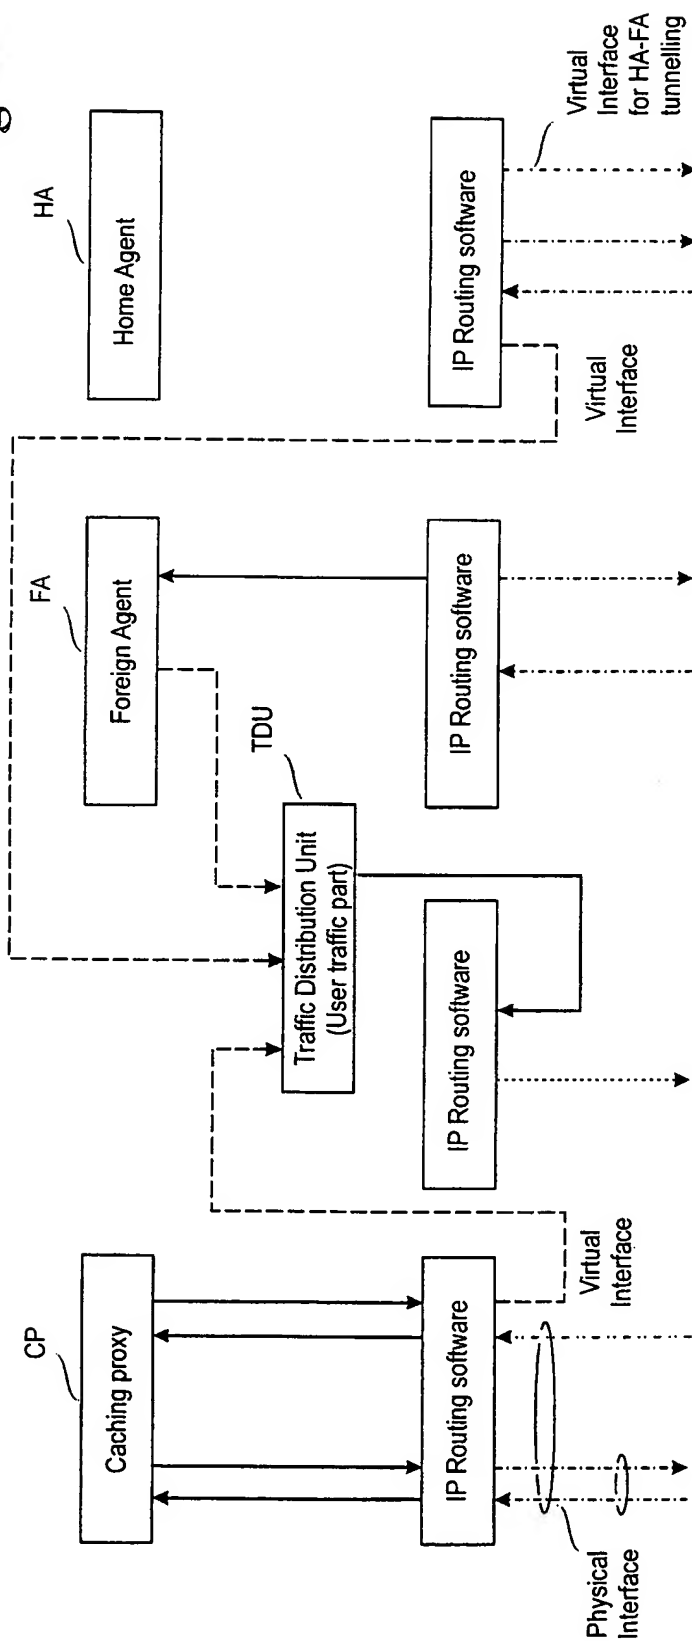 CP
Caching proxy
IP Routing software
Physical
Interface
Virtual
Interface
TDU
Traffic Distribution Unit
(User traffic part)
IP Routing software
FA
Foreign Agent
IP Routing software
HA
Home Agent
IP Routing software
Virtual
Interface
Virtual
Interface
for HA-FA
tunnelling